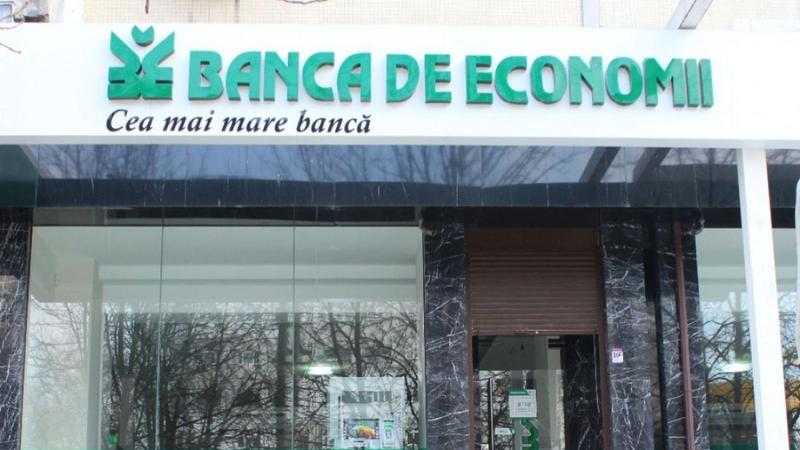 BANCA DE ECONOMII
Cea mai mare bancă